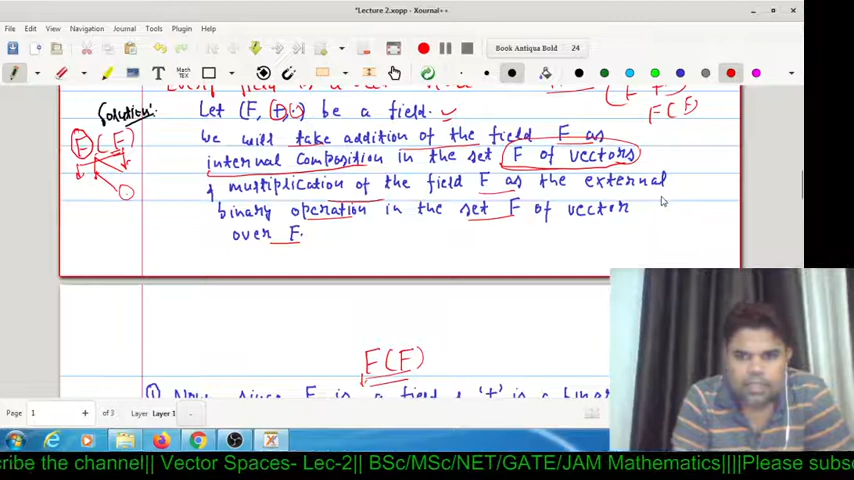 *Lecture 2.xopp - Xournal++
File Edit View Journal Tools Plugin Help
Book Antiqua Bold 24
Solution:
Let (F, +, ·) be a field.
F(F)
F (F)
We will take addition of the field F as
internal composition in the set F of vectors
& multiplication of the field F as the external
binary operation in the set F of vector
over F.
F(F)
① Now since F is a field & '+' is a bina
Page 1 of 3 Layer Layer 1
cribe the channel|| Vector Spaces- Lec-2|| BSc/MSc/NET/GATE/JAM Mathematics||||Please subs